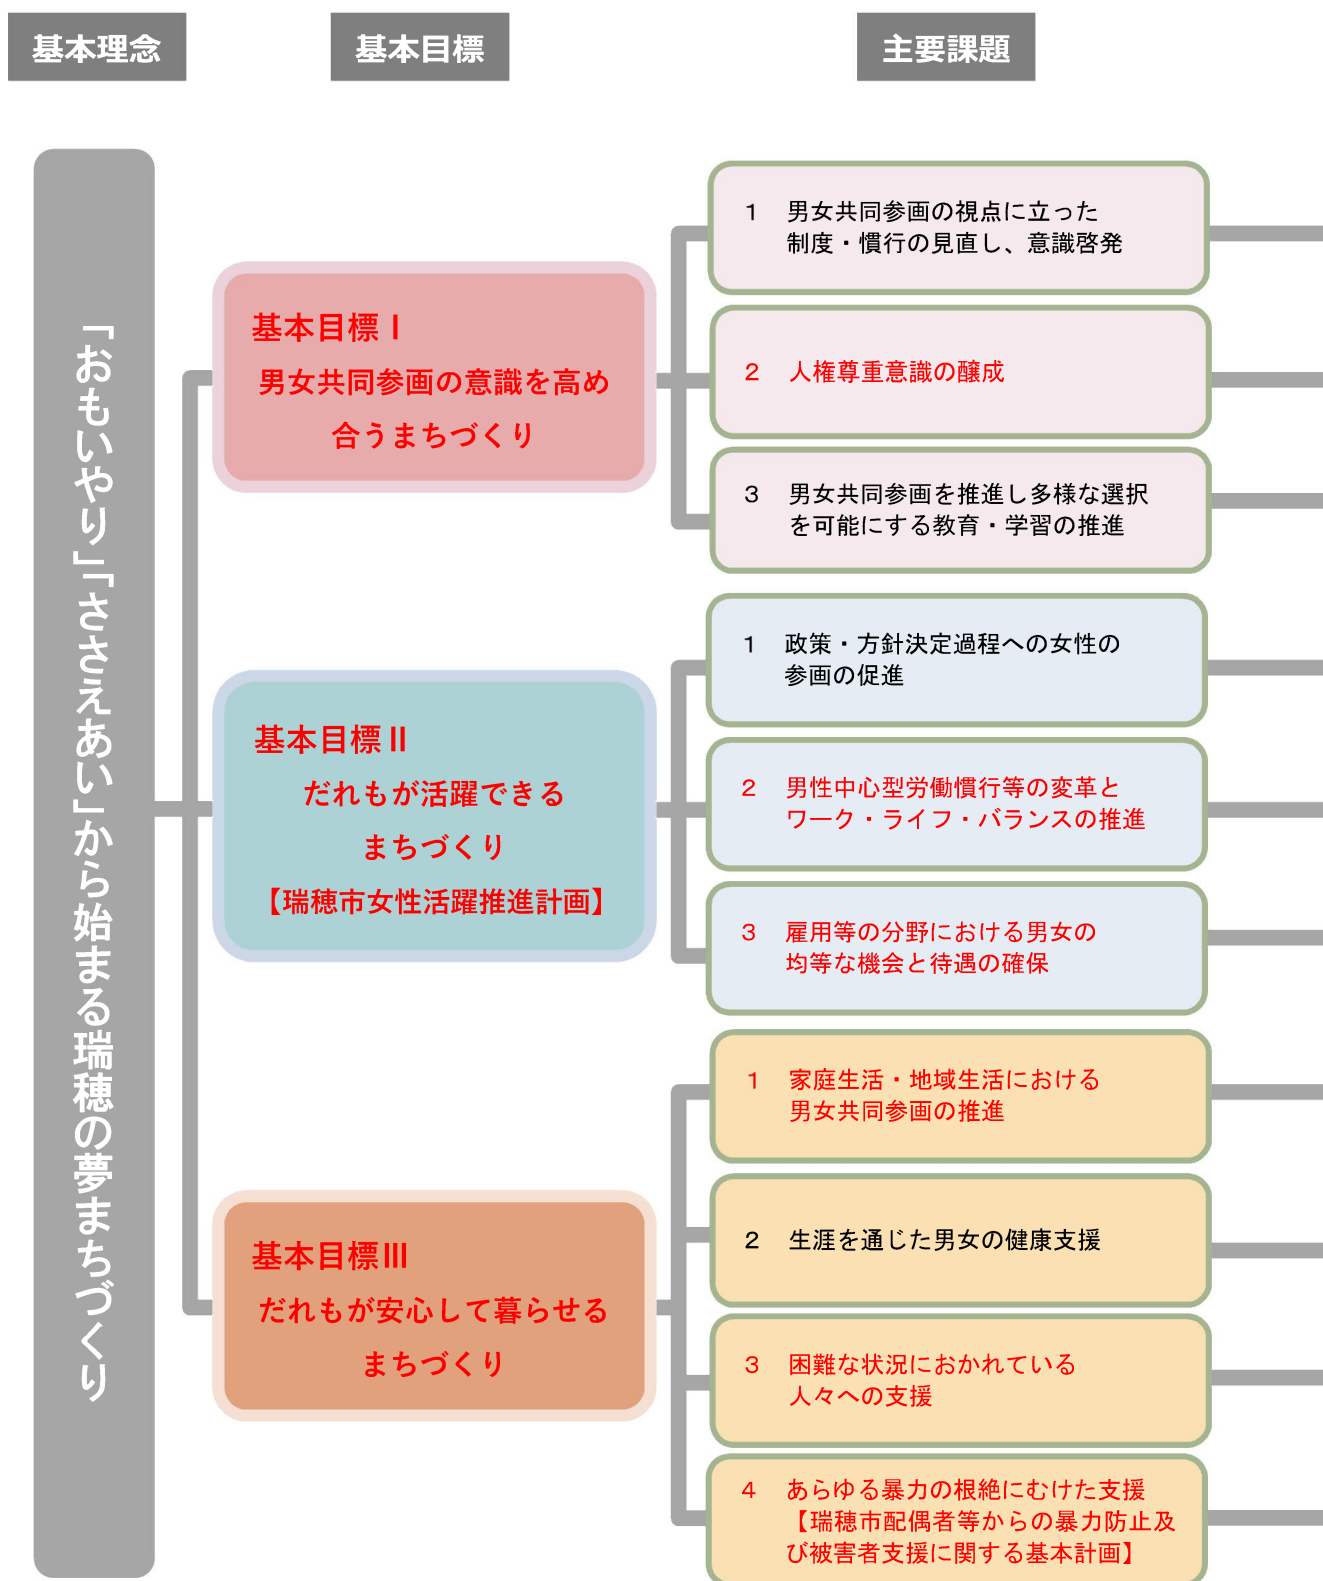 基本理念
基本目標
主要課題
「おもいやり」「ささえあい」から始まる瑞穂の夢まちづくり
基本目標Ⅰ
男女共同参画の意識を高め
合うまちづくり
1 男女共同参画の視点に立った
制度・慣行の見直し、意識啓発
2 人権尊重意識の醸成
3 男女共同参画を推進し多様な選択
を可能にする教育・学習の推進
基本目標Ⅱ
だれもが活躍できる
まちづくり
【瑞穂市女性活躍推進計画】
1 政策・方針決定過程への女性の
参画の促進
2 男性中心型労働慣行等の変革と
ワーク・ライフ・バランスの推進
3 雇用等の分野における男女の
均等な機会と待遇の確保
基本目標Ⅲ
だれもが安心して暮らせる
まちづくり
1 家庭生活・地域生活における
男女共同参画の推進
2 生涯を通じた男女の健康支援
3 困難な状況におかれている
人々への支援
4 あらゆる暴力の根絶にむけた支援
【瑞穂市配偶者等からの暴力防止及
び被害者支援に関する基本計画】